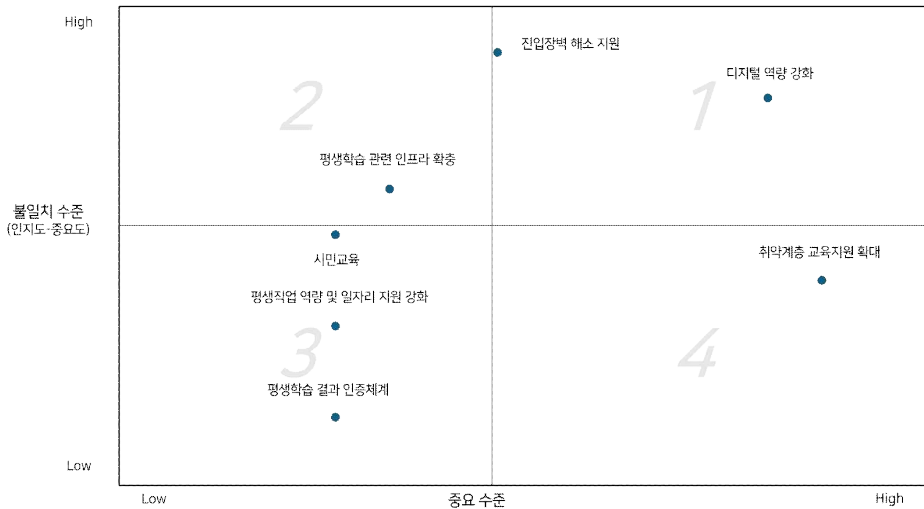 High
진입장벽 해소 지원
디지털 역량 강화
2
1
평생학습 관련 인프라 확충
불일치 수준
(인지도-중요도)
시민교육
취약계층 교육지원 확대
평생직업 역량 및 일자리 지원 강화
3
4
평생학습 결과 인증체계
Low
Low
중요 수준
High